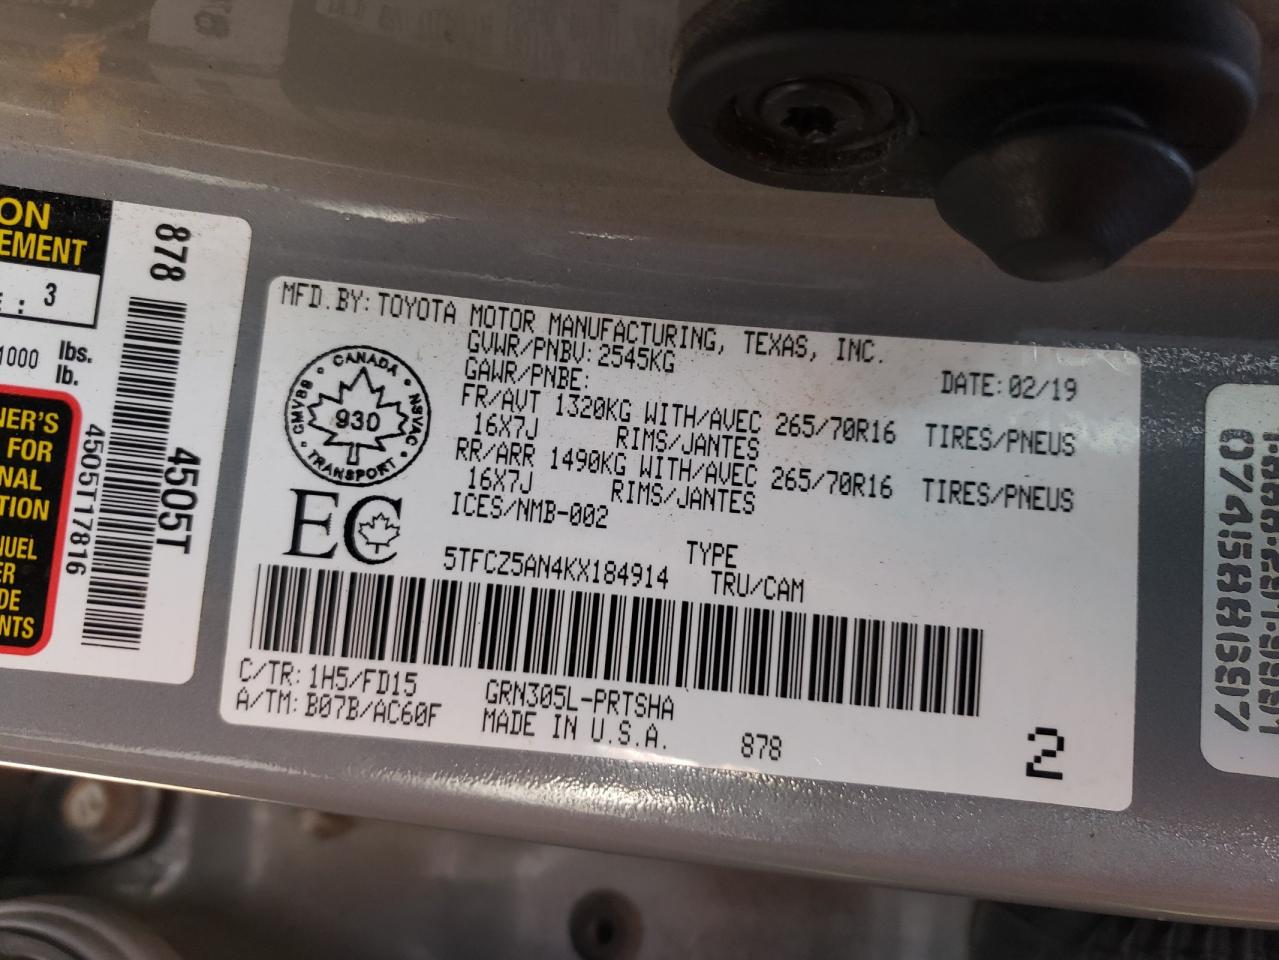 ON
EMENT
E: 3
1000 lbs.
lb.
NER'S
FOR
NAL
TION
NUEL
ER
DE
NTS
878
4505T
4505T17816
MFD. BY: TOYOTA MOTOR MANUFACTURING, TEXAS, INC.
GVWR/PNBV: 2545KG
DATE: 02/19
GAWR/PNBE:
FR/AVT 1320KG WITH/AVEC 265/70R16 TIRES/PNEUS
16X7J RIMS/JANTES
RR/ARR 1490KG WITH/AVEC 265/70R16 TIRES/PNEUS
16X7J RIMS/JANTES
ICES/NMB-002
CANADA
CMVSS NSVAC
930
TRANSPORT
EC
TYPE
5TFCZ5AN4KX184914 TRU/CAM
C/TR: 1H5/FD15 GRN305L-PRTSHA
A/TM: B07B/AC60F MADE IN U.S.A. 878
2